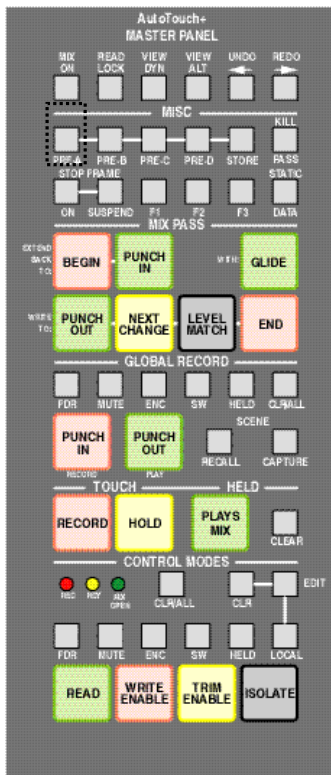 AutoTouch+
MASTER PANEL
MIX ON READ LOCK VIEW DYN VIEW ALT UNDO REDO
MISC
KILL
PRE-A PRE-B PRE-C PRE-D STORE PASS
STOP FRAME STATIC
ON SUSPEND F1 F2 F3 DATA
MIX PASS
EXTEND BACK TO: BEGIN PUNCH IN WITH: GLIDE
WRITE TO: PUNCH OUT NEXT CHANGE LEVEL MATCH END
GLOBAL RECORD
FDR MUTE ENC SW HELD CLR/ALL
SCENE
PUNCH IN PUNCH OUT
RECALL CAPTURE
RECORD PLAY
TOUCH HELD
RECORD HOLD PLAYS MIX
CLEAR
CONTROL MODES
EDIT
REC RDY MIX OPEN CLR/ALL CLR
FDR MUTE ENC SW HELD LOCAL
READ WRITE ENABLE TRIM ENABLE ISOLATE